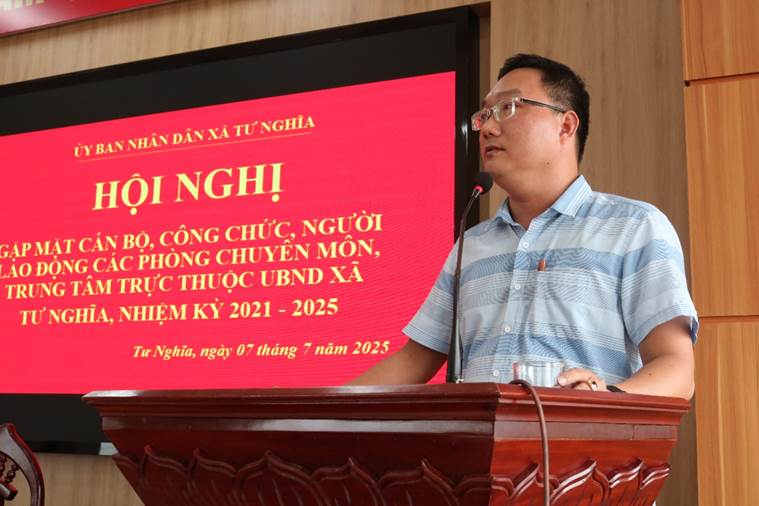 ỦY BAN NHÂN DÂN XÃ TƯ NGHĨA
HỘI NGHỊ
GẶP MẶT CÁN BỘ, CÔNG CHỨC, NGƯỜI
LAO ĐỘNG CÁC PHÒNG CHUYÊN MÔN,
TRUNG TÂM TRỰC THUỘC UBND XÃ
TƯ NGHĨA, NHIỆM KỲ 2021 - 2025
Tư Nghĩa, ngày 07 tháng 7 năm 2025